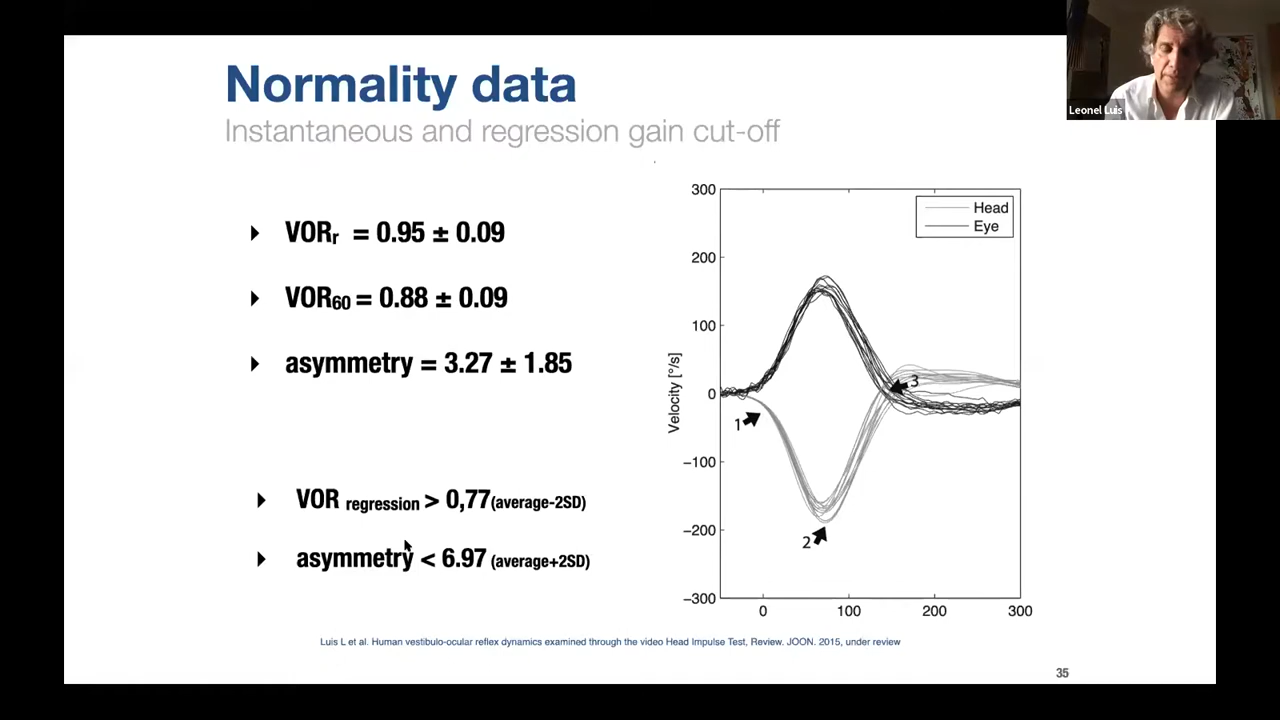 Normality data
Instantaneous and regression gain cut-off
Leonel Luis
VORr = 0.95 ± 0.09
VOR60 = 0.88 ± 0.09
asymmetry = 3.27 ± 1.85
VOR regression > 0,77(average-2SD)
asymmetry < 6.97 (average+2SD)
300
200
100
0
−100
−200
−300
Velocity [°/s]
Head
Eye
1
2
3
0
100
200
300
Luis L et al. Human vestibulo-ocular reflex dynamics examined through the video Head Impulse Test, Review. JOON. 2015, under review
35